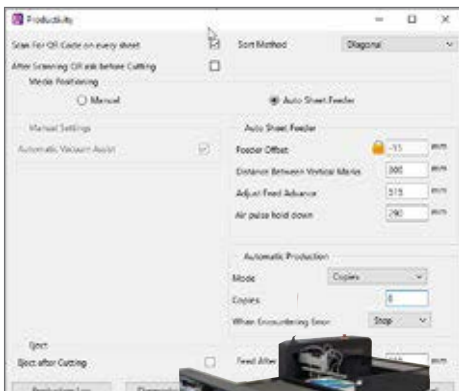 Productivity
Scan For QR Code on every sheet
Sort Method
Diagonal
After Scanning QR ask before Cutting
Media Positioning
Manual
Auto Sheet Feeder
Manual Settings
Automatic Vacuum Assist
Auto Sheet Feeder
Feeder Offset
-15 mm
Distance Between Vertical Marks
300 mm
Adjust Feed Advance
515 mm
Air pulse hold down
290 mm
Automatic Production
Mode
Copies
Copies
When Encountering Error
Stop
Eject
Eject after Cutting
Feed After